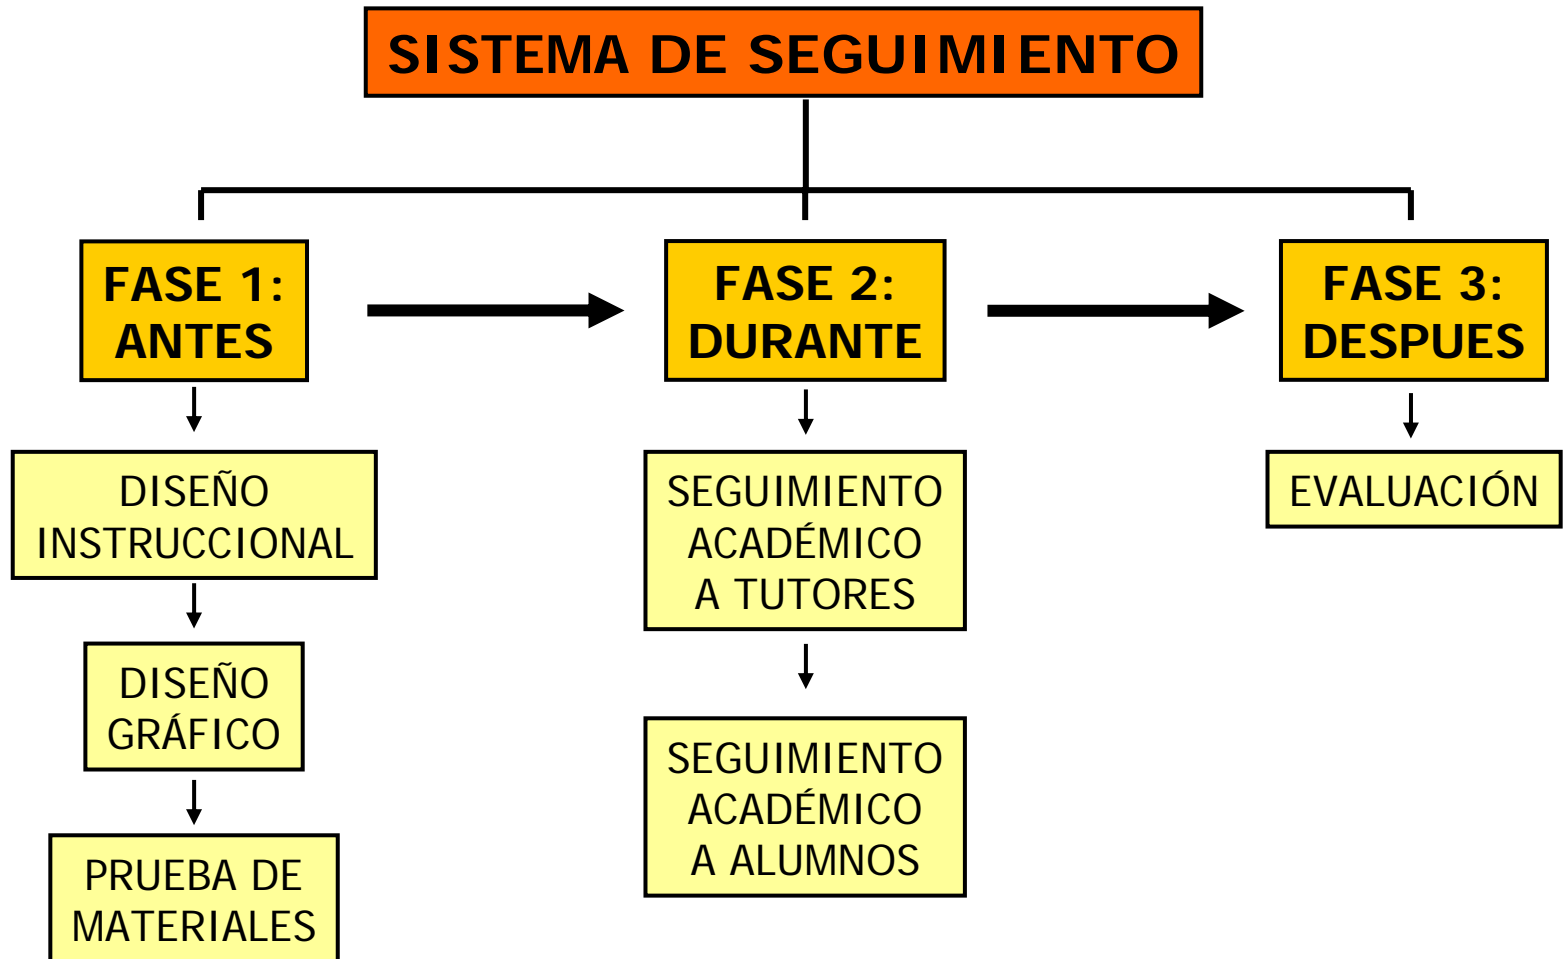 SISTEMA DE SEGUIMIENTO
FASE 1:
ANTES
FASE 2:
DURANTE
FASE 3:
DESPUES
DISEÑO
INSTRUCCIONAL
DISEÑO
GRÁFICO
PRUEBA DE
MATERIALES
SEGUIMIENTO
ACADÉMICO
A TUTORES
SEGUIMIENTO
ACADÉMICO
A ALUMNOS
EVALUACIÓN